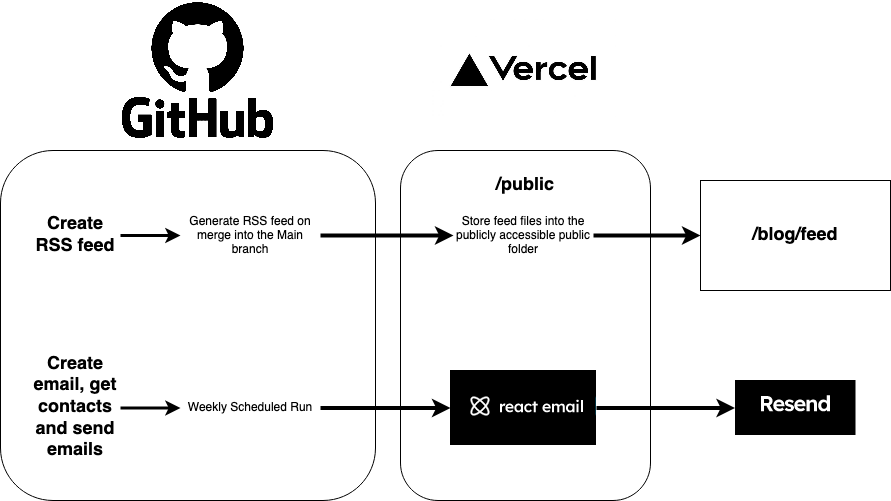 GitHub
Vercel
/public
Create
RSS feed
Generate RSS feed on
merge into the Main
branch
Store feed files into the
publicly accessible public
folder
/blog/feed
Create
email, get
contacts
and send
emails
Weekly Scheduled Run
react email
Resend